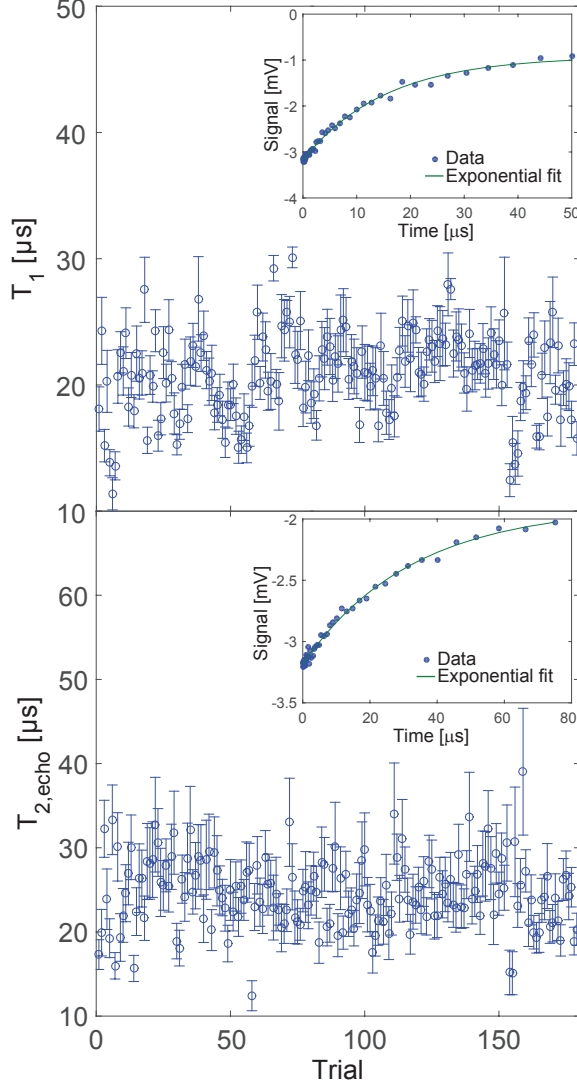 50
40
30
20
10
T1 [μs]
0
-1
-2
-3
-4
Signal [mV]
Data
Exponential fit
0 10 20 30 40 50
Time [μs]
60
50
40
30
20
10
T2,echo [μs]
-2
-2.5
-3
-3.5
Signal [mV]
Data
Exponential fit
0 20 40 60 80
Time [μs]
0 50 100 150
Trial